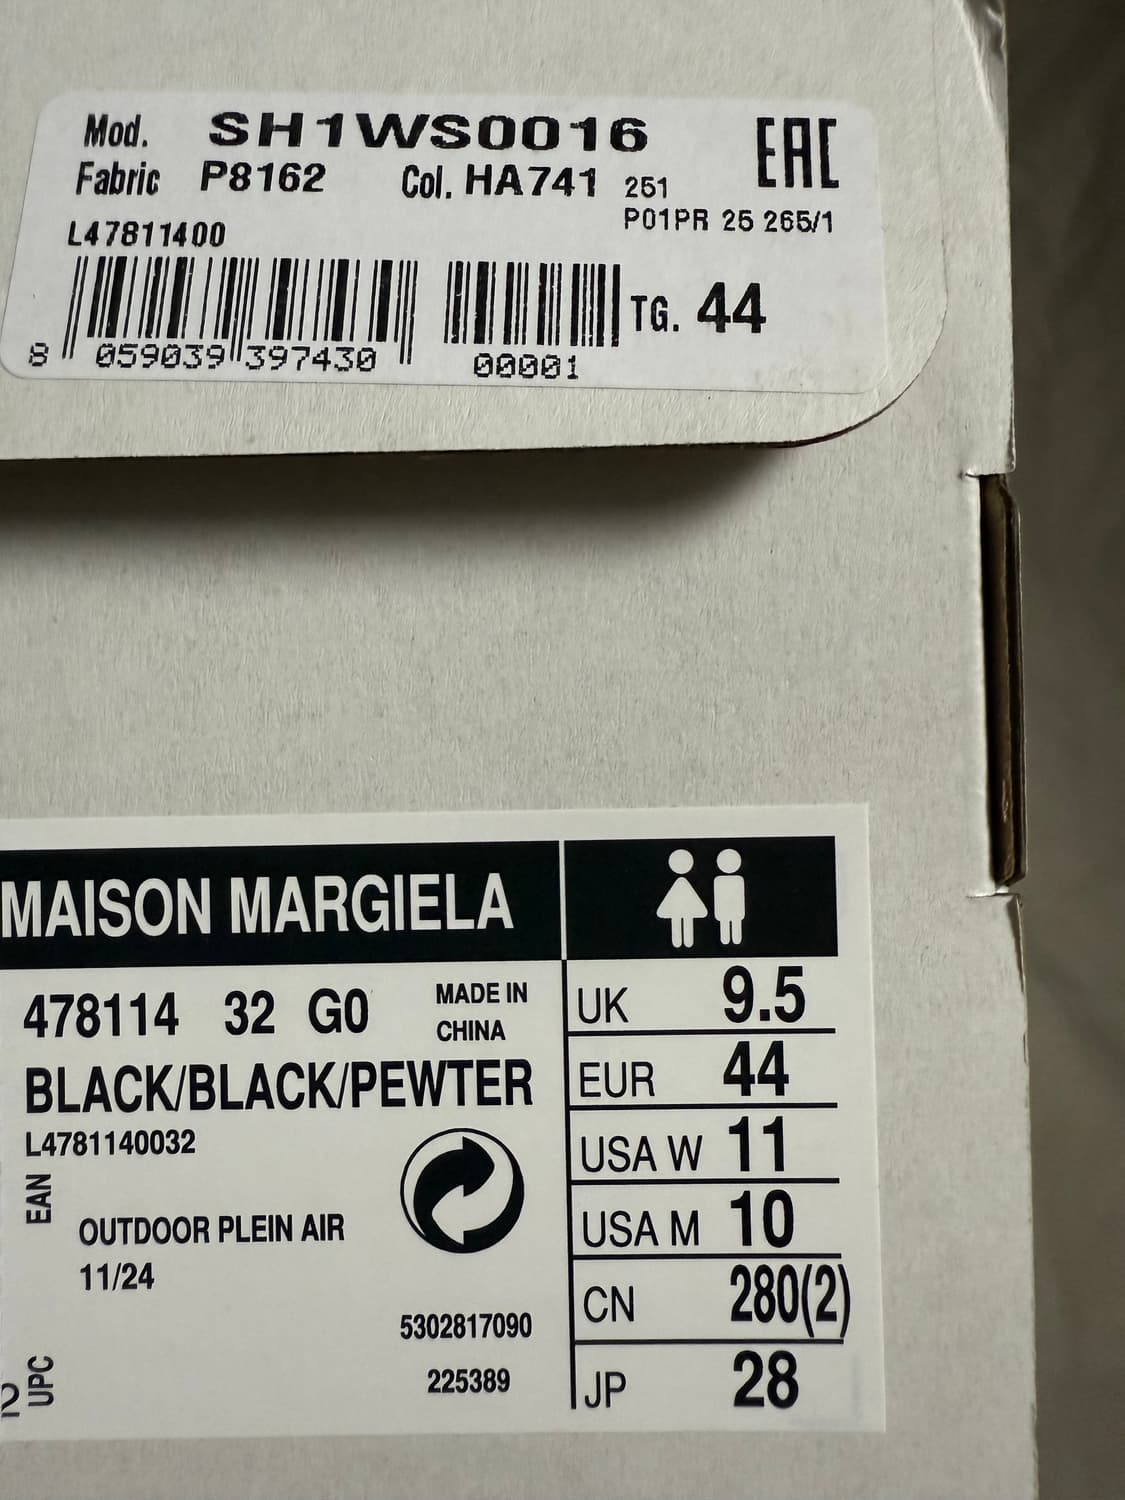 Mod. SH1WS0016
EAC
Fabric P8162 Col. HA741 251
P01PR 25 265/1
L47811400
TG. 44
8 059039 397430 00001
MAISON MARGIELA
478114 32 G0
MADE IN
CHINA
BLACK/BLACK/PEWTER
L4781140032
EAN
OUTDOOR PLEIN AIR
11/24
5302817090
225389
2
UPC
UK 9.5
EUR 44
USA W 11
USA M 10
CN 280(2)
JP 28